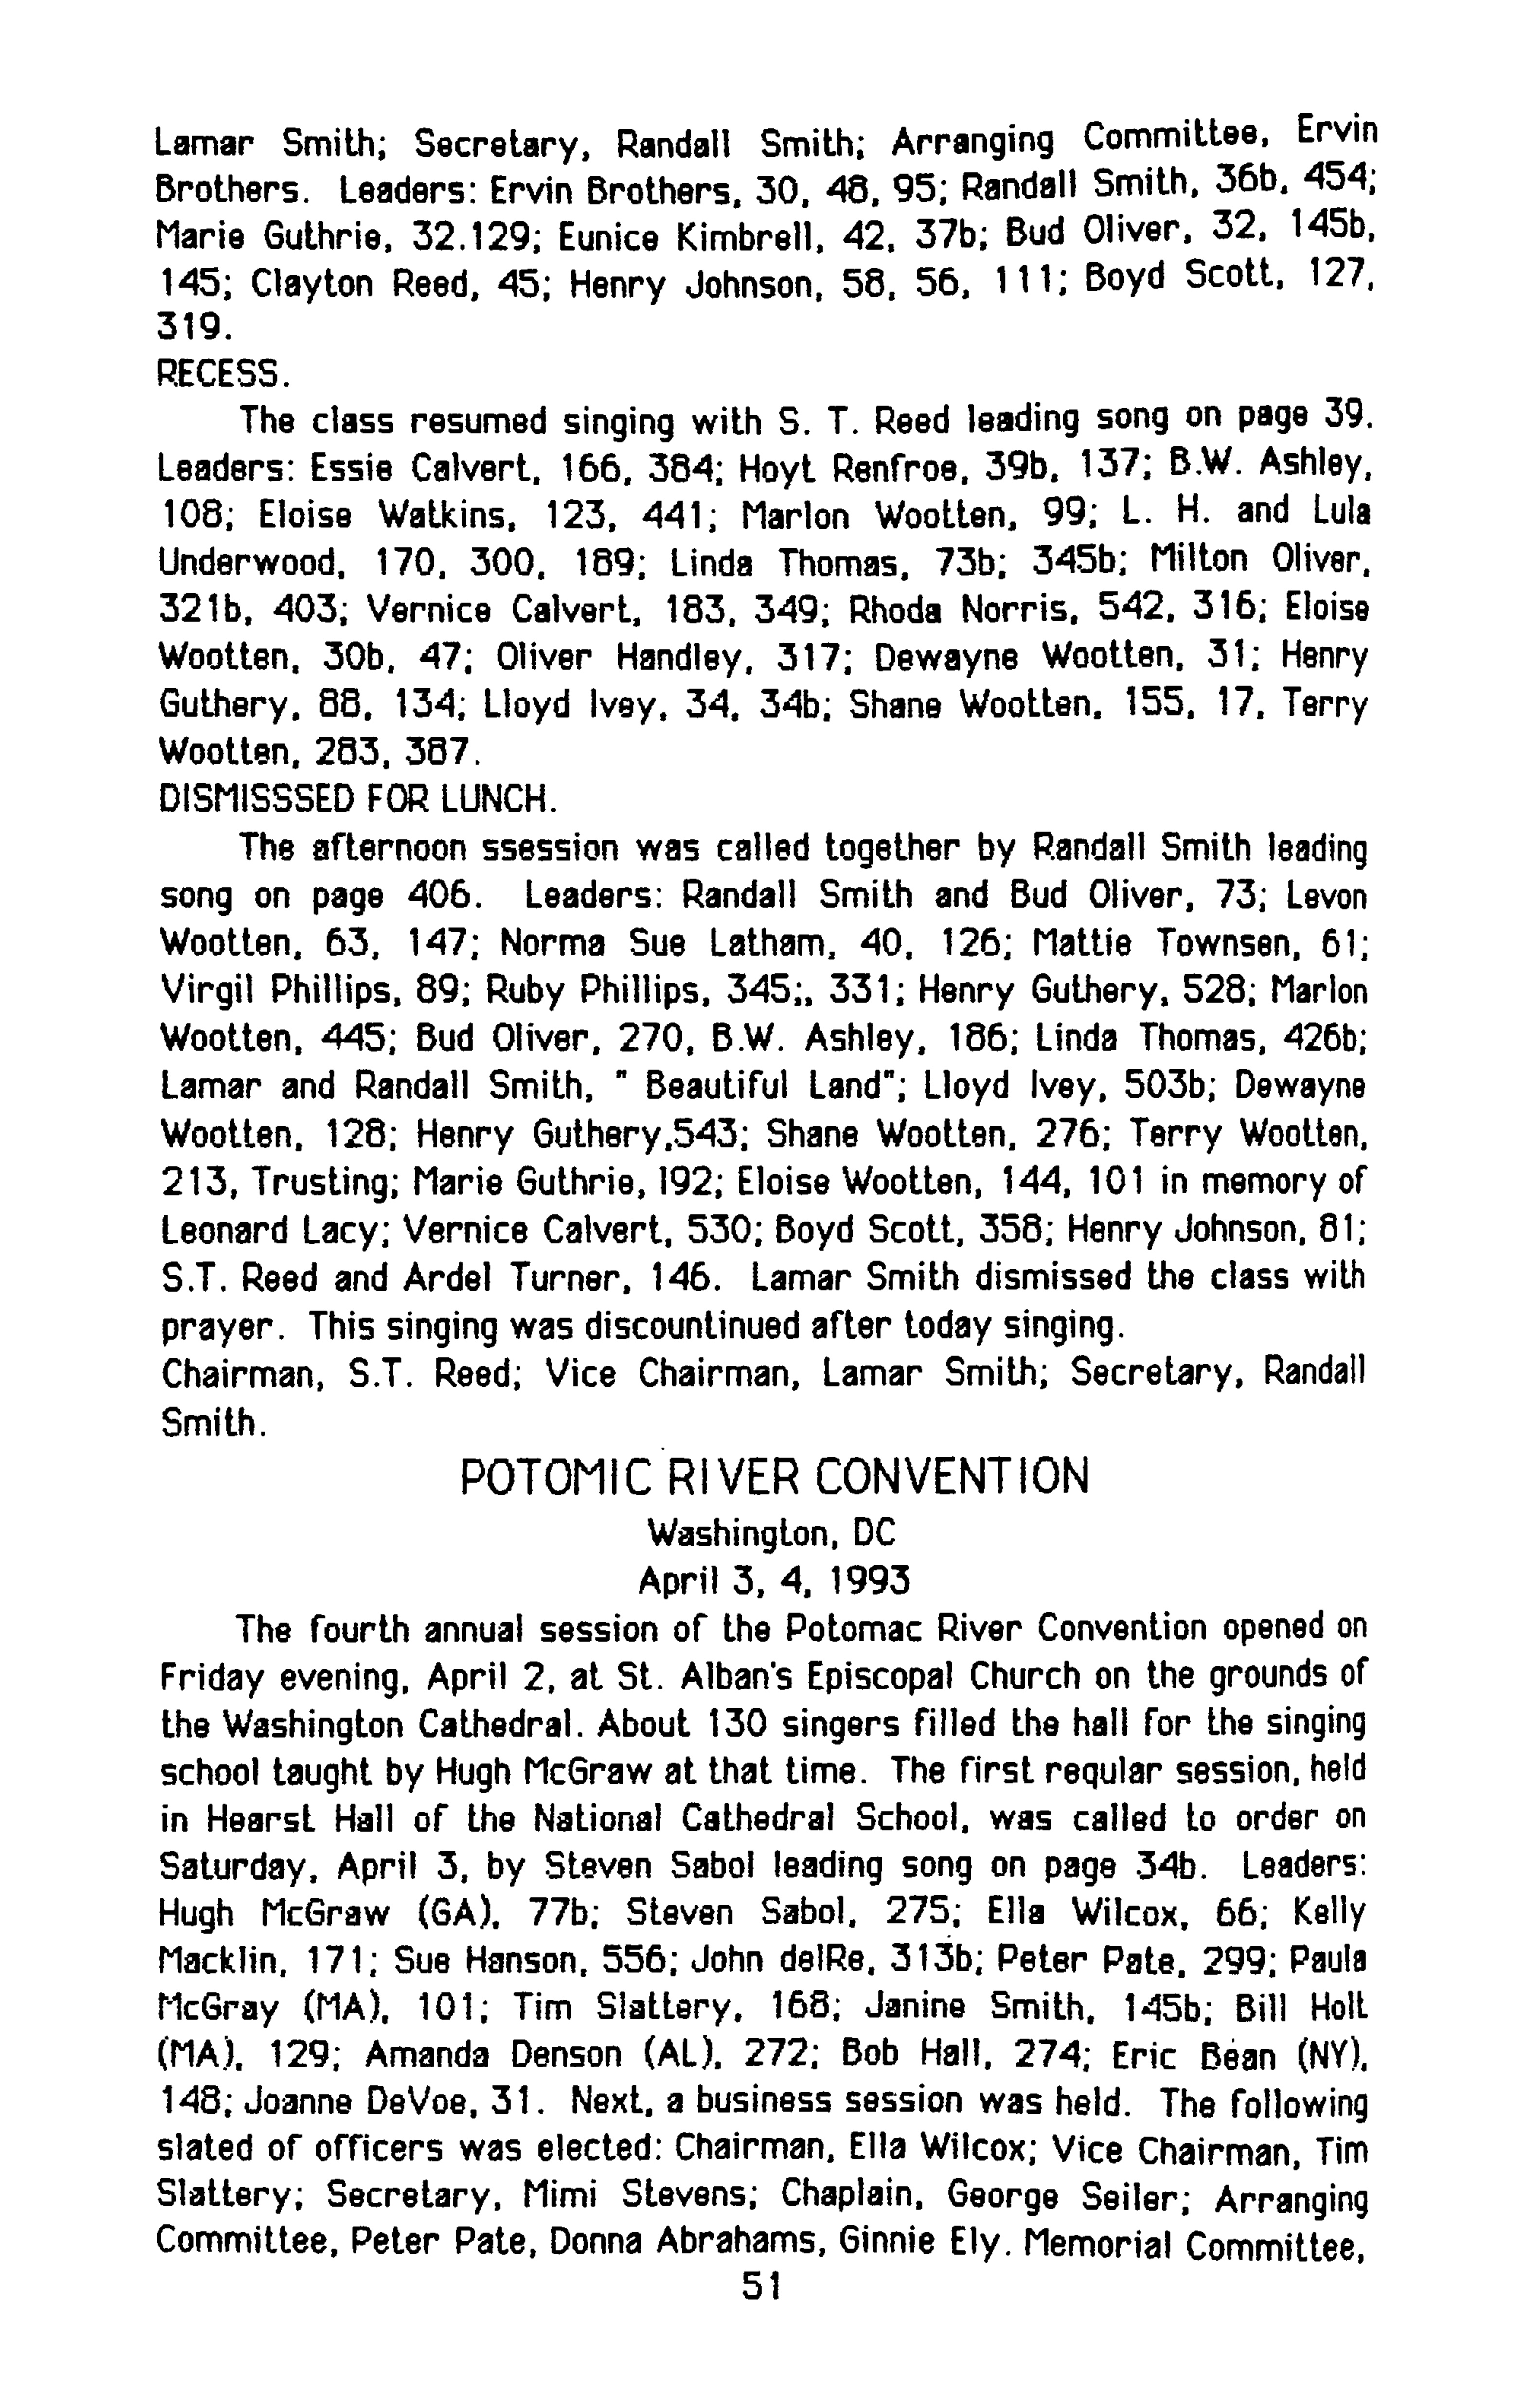 Lamar Smith; Secretary, Randall Smith; Arranging Committee, Ervin
Brothers. Leaders: Ervin Brothers, 30, 48, 95; Randall Smith, 36b, 454;
Marie Guthrie, 32.129; Eunice Kimbrell, 42, 37b; Bud Oliver, 32, 145b,
145; Clayton Reed, 45; Henry Johnson, 58, 56, 111; Boyd Scott, 127,
319.
RECESS.
The class resumed singing with S. T. Reed leading song on page 39.
Leaders: Essie Calvert, 166, 384; Hoyt Renfroe, 39b, 137; B.W. Ashley,
108; Eloise Watkins, 123, 441; Marlon Wootten, 99; L. H. and Lula
Underwood, 170, 300, 189; Linda Thomas, 73b; 345b; Milton Oliver,
321b, 403; Vernice Calvert, 183, 349; Rhoda Norris, 542, 316; Eloise
Wootten, 30b, 47; Oliver Handley, 317; Dewayne Wootten, 31; Henry
Guthery, 88, 134; Lloyd Ivey, 34, 34b; Shane Wootten, 155, 17, Terry
Wootten, 283, 387.
DISMISSSED FOR LUNCH.
The afternoon ssession was called together by Randall Smith leading
song on page 406. Leaders: Randall Smith and Bud Oliver, 73; Levon
Wootten, 63, 147; Norma Sue Latham, 40, 126; Mattie Townsen, 61;
Virgil Phillips, 89; Ruby Phillips, 345;, 331; Henry Guthery, 528; Marlon
Wootten, 445; Bud Oliver, 270, B.W. Ashley, 186; Linda Thomas, 426b;
Lamar and Randall Smith, " Beautiful Land"; Lloyd Ivey, 503b; Dewayne
Wootten, 128; Henry Guthery,543; Shane Wootten, 276; Terry Wootten,
213, Trusting; Marie Guthrie, l92; Eloise Wootten, 144, 101 in memory of
Leonard Lacy; Vernice Calvert, 530; Boyd Scott, 358; Henry Johnson, 81;
S.T. Reed and Ardel Turner, 146. Lamar Smith dismissed the class with
prayer. This singing was discountinued after today singing.
Chairman, S.T. Reed; Vice Chairman, Lamar Smith; Secretary, Randall
Smith.
POTOMIC RIVER CONVENTION
Washington, DC
April 3, 4, 1993
The fourth annual session of the Potomac River Convention opened on
Friday evening, April 2, at St. Alban's Episcopal Church on the grounds of
the Washington Cathedral. About 130 singers filled the hall for the singing
school taught by Hugh McGraw at that time. The first reqular session, held
in Hearst Hall of the National Cathedral School, was called to order on
Saturday, April 3, by Steven Sabol leading song on page 34b. Leaders:
Hugh McGraw (GA), 77b; Steven Sabol, 275; Ella Wilcox, 66; Kelly
Macklin, 171; Sue Hanson, 556; John delRe, 313b; Peter Pate, 299; Paula
McGray (MA), 101; Tim Slattery, 168; Janine Smith, 145b; Bill Holt
(MA), 129; Amanda Denson (AL), 272; Bob Hall, 274; Eric Bean (NY),
148; Joanne DeVoe, 31. Next, a business session was held. The following
slated of officers was elected: Chairman, Ella Wilcox; Vice Chairman, Tim
Slattery; Secretary, Mimi Stevens; Chaplain, George Seiler; Arranging
Committee, Peter Pate, Donna Abrahams, Ginnie Ely. Memorial Committee,
51